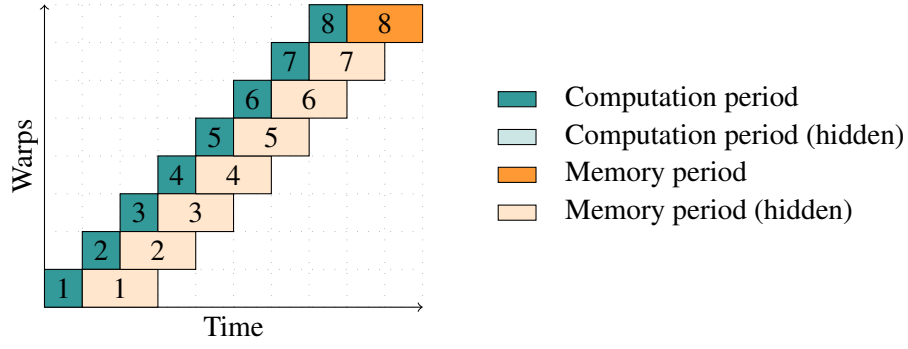 8 8
7 7
6 6
5 5
4 4
3 3
2 2
1 1
Warps
Time
Computation period
Computation period (hidden)
Memory period
Memory period (hidden)